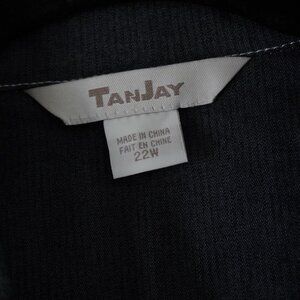 TANJAY
MADE IN CHINA
FAIT EN CHINE
22W